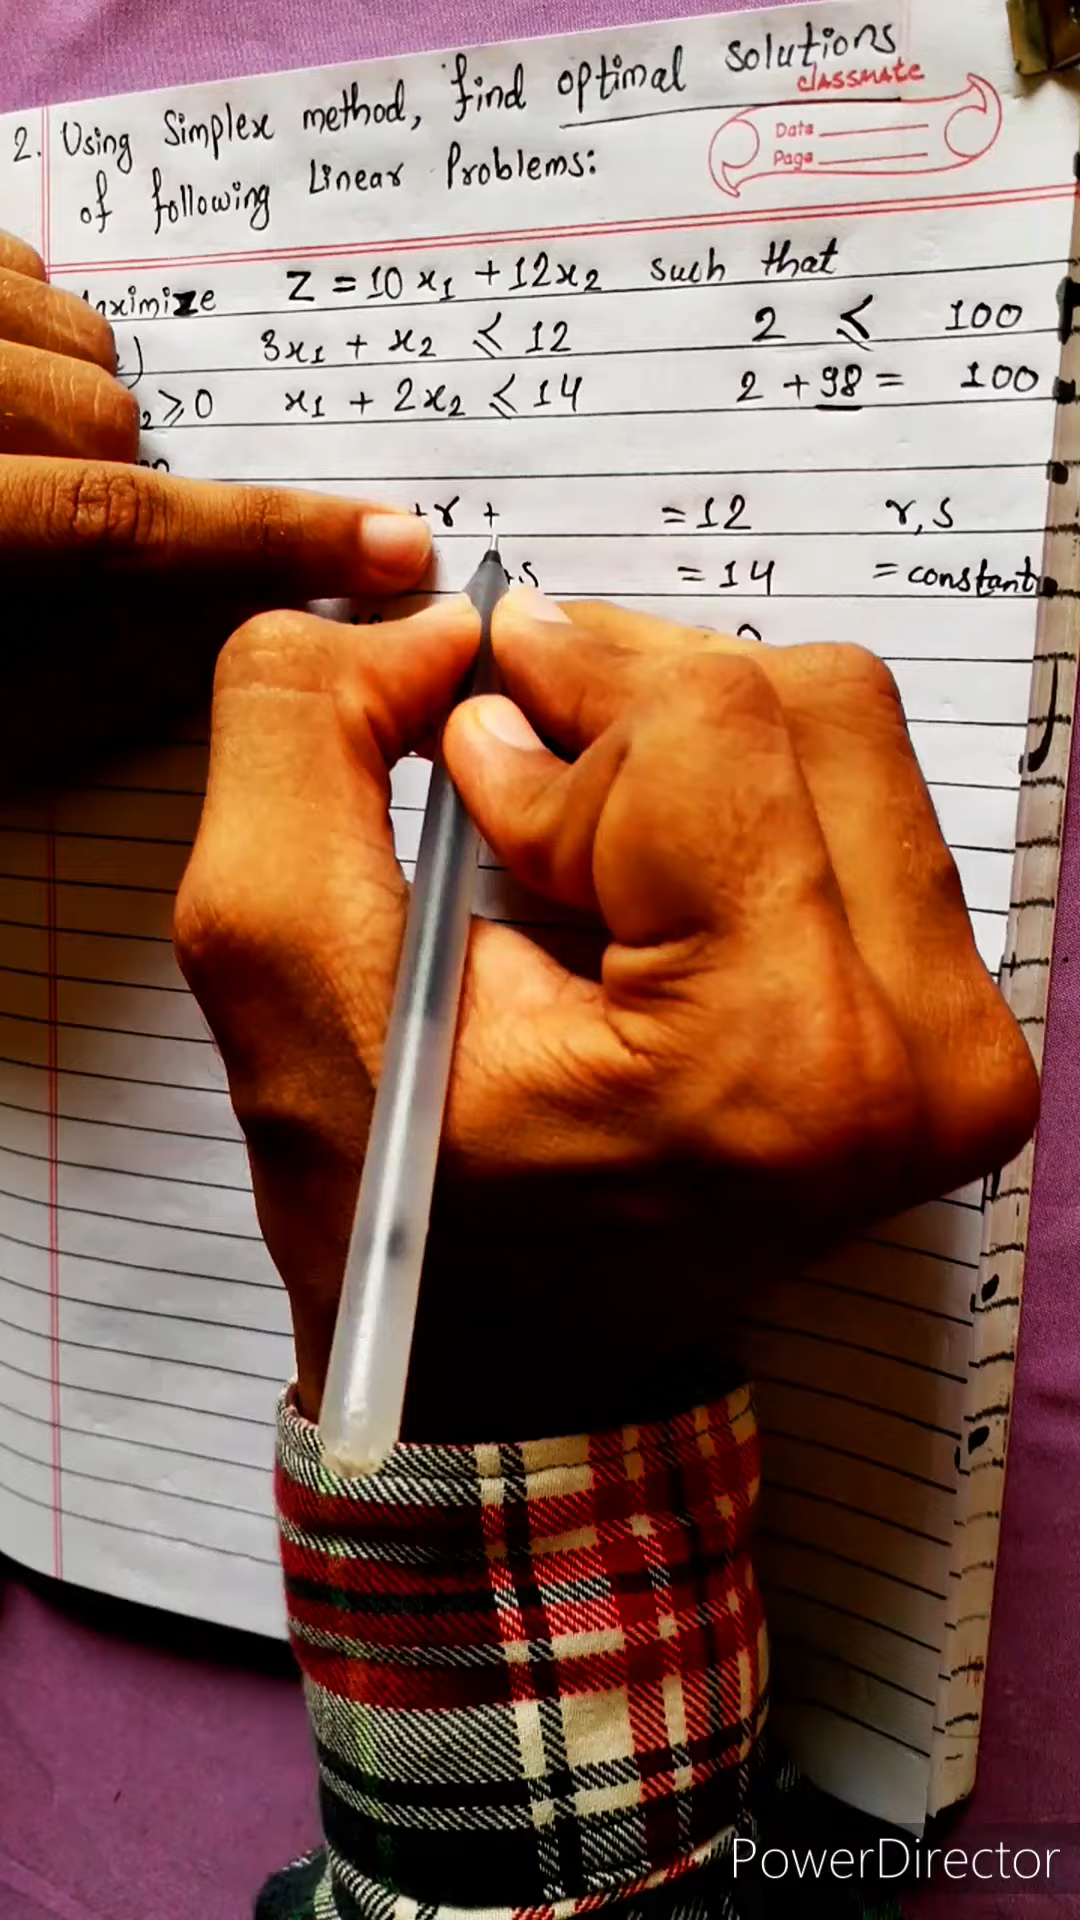 2. Using Simplex method, find optimal solutions
classmate
Date
Page
of following Linear Problems:
Z = 10x₁ + 12x₂ such that
3x₁ + x₂ ≤ 12 2 ≤ 100
₂ ≥ 0 x₁ + 2x₂ ≤ 14 2 + 98 = 100
+r + = 12 r, s
+s = 14 = constant
PowerDirector